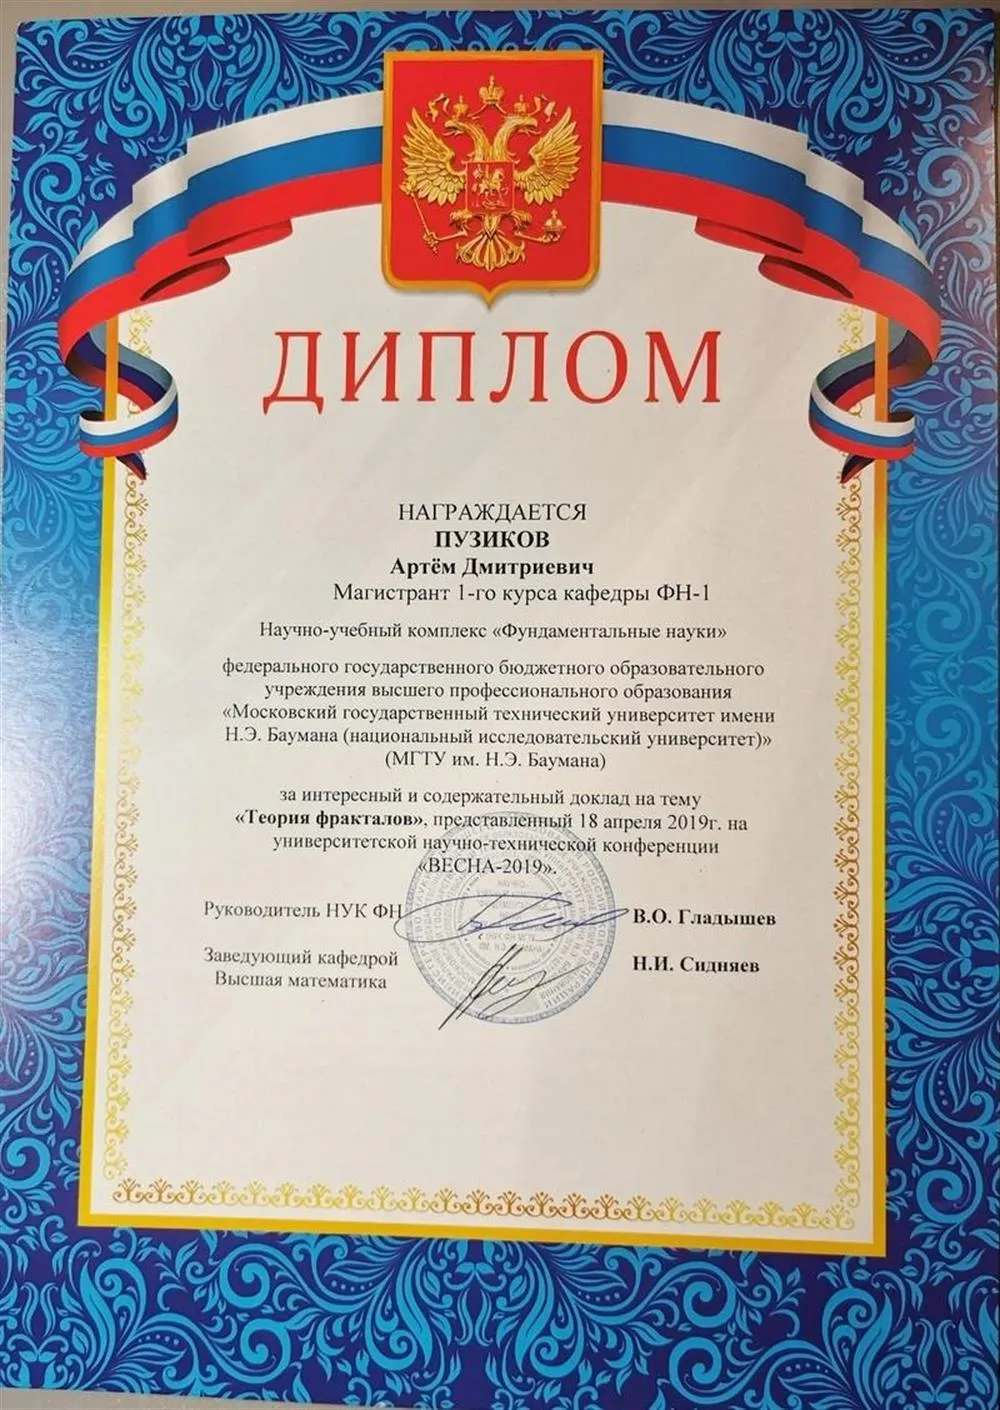 ДИПЛОМ
НАГРАЖДАЕТСЯ
ПУЗИКОВ
Артём Дмитриевич
Магистрант 1-го курса кафедры ФН-1
Научно-учебный комплекс «Фундаментальные науки»
федерального государственного бюджетного образовательного
учреждения высшего профессионального образования
«Московский государственный технический университет имени
Н.Э. Баумана (национальный исследовательский университет)»
(МГТУ им. Н.Э. Баумана)
за интересный и содержательный доклад на тему
«Теория фракталов», представленный 18 апреля 2019г. на
университетской научно-технической конференции
«ВЕСНА-2019».
Руководитель НУК ФН
В.О. Гладышев
Заведующий кафедрой
Высшая математика
Н.И. Сидняев